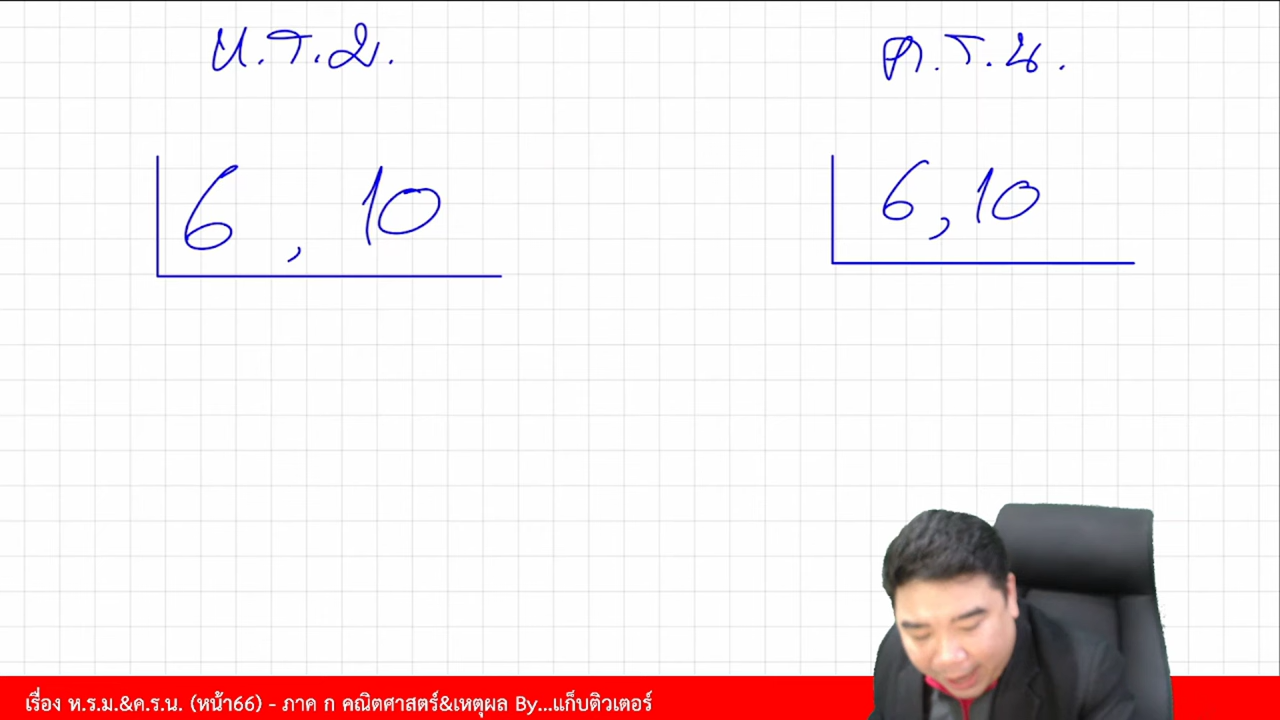 ห.ร.ม.
ค.ร.น.
6 , 10
6 , 10
เรื่อง ห.ร.ม.&ค.ร.น. (หน้า66) - ภาค ก คณิตศาสตร์&เหตุผล By...แก็บติวเตอร์